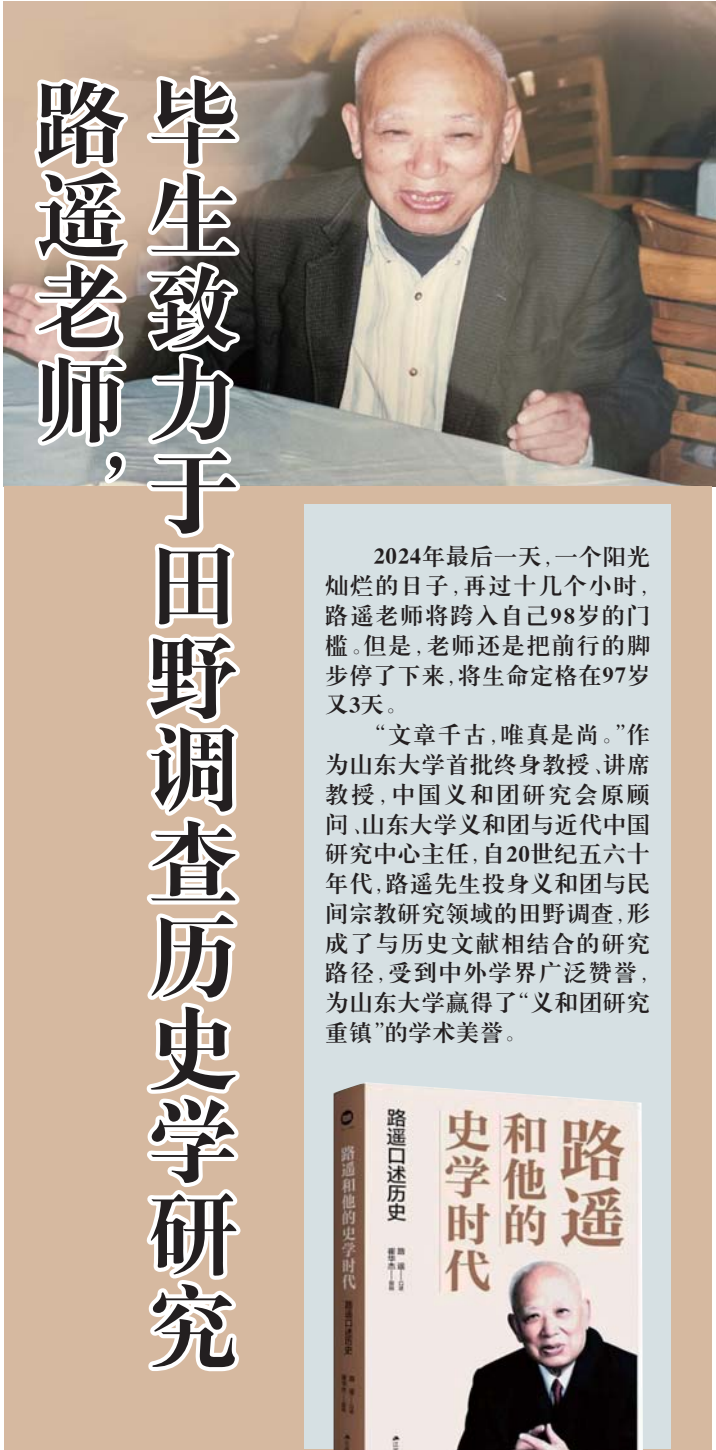 路遥老师，
毕生致力于田野调查历史学研究
2024年最后一天，一个阳光
灿烂的日子，再过十几个小时，
路遥老师将跨入自己98岁的门
槛。但是，老师还是把前行的脚
步停了下来，将生命定格在97岁
又3天。
“文章千古，唯真是尚。”作
为山东大学首批终身教授、讲席
教授，中国义和团研究会原顾
问、山东大学义和团与近代中国
研究中心主任，自20世纪五六十
年代，路遥先生投身义和团与民
间宗教研究领域的田野调查，形
成了与历史文献相结合的研究
路径，受到中外学界广泛赞誉，
为山东大学赢得了“义和团研究
重镇”的学术美誉。
路遥
和他的
史学时代
路遥口述历史
路遥——口述
崔华杰——整理
路遥和他的史学时代
路遥口述历史